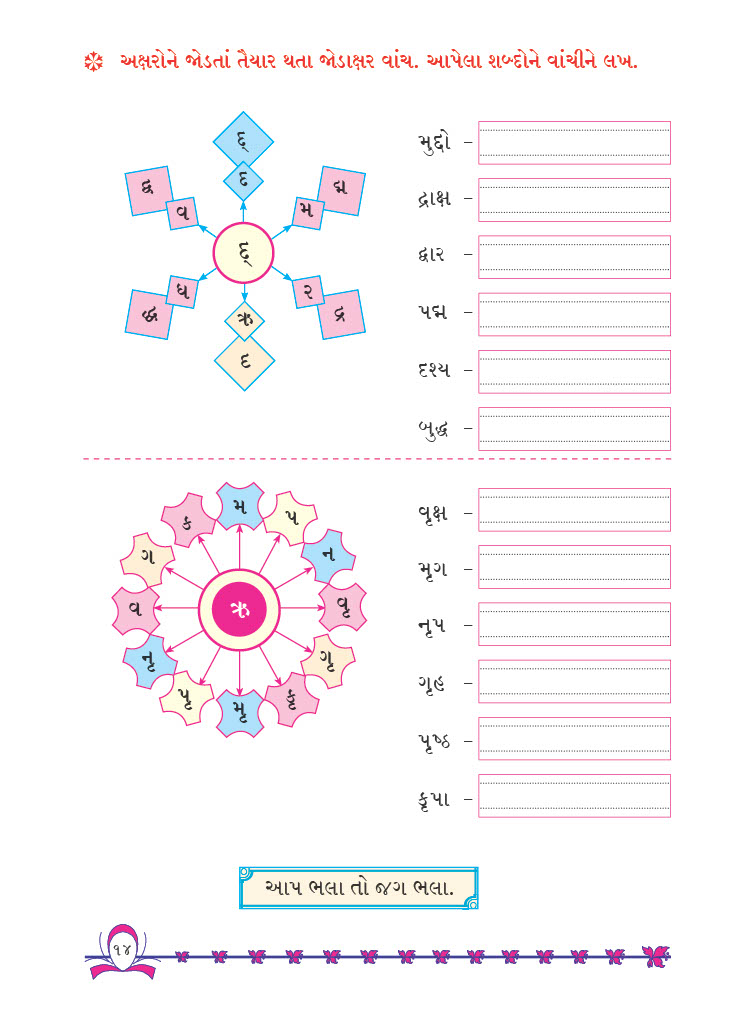 અક્ષરોને જોડતાં તૈયાર થતા જોડાક્ષર વાંચ. આપેલા શબ્દોને વાંચીને લખ.
દ્
દ
દ્વ
વ
મ
દ્મ
દ્
ધ
દ્ધ
ર
દ્ર
ઋ
દ
મુદ્દો –
દ્રાક્ષ –
દ્વાર –
પદ્મ –
દૃશ્ય –
બુદ્ધ –
મ
ક
પ
ગ
ન
વ
ઋ
વૃ
નૃ
ગૃ
પૃ
મૃ
કૃ
વૃક્ષ –
મૃગ –
નૃપ –
ગૃહ –
પૃષ્ઠ –
કૃપા –
આપ ભલા તો જગ ભલા.
૧૪